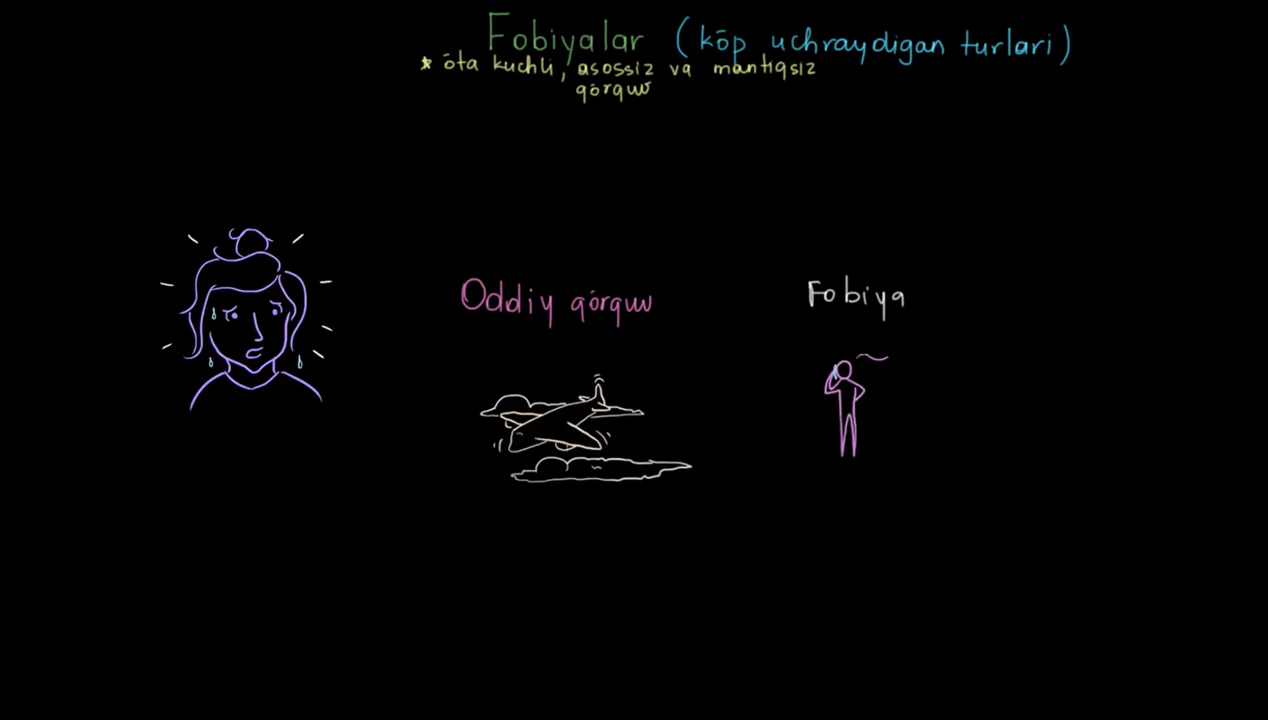 Fobiyalar (kōp uchraydigan turlari)
* ōta kuchli, asossiz va mantiqsiz
qōrquv
Oddiy qōrquv
Fobiya